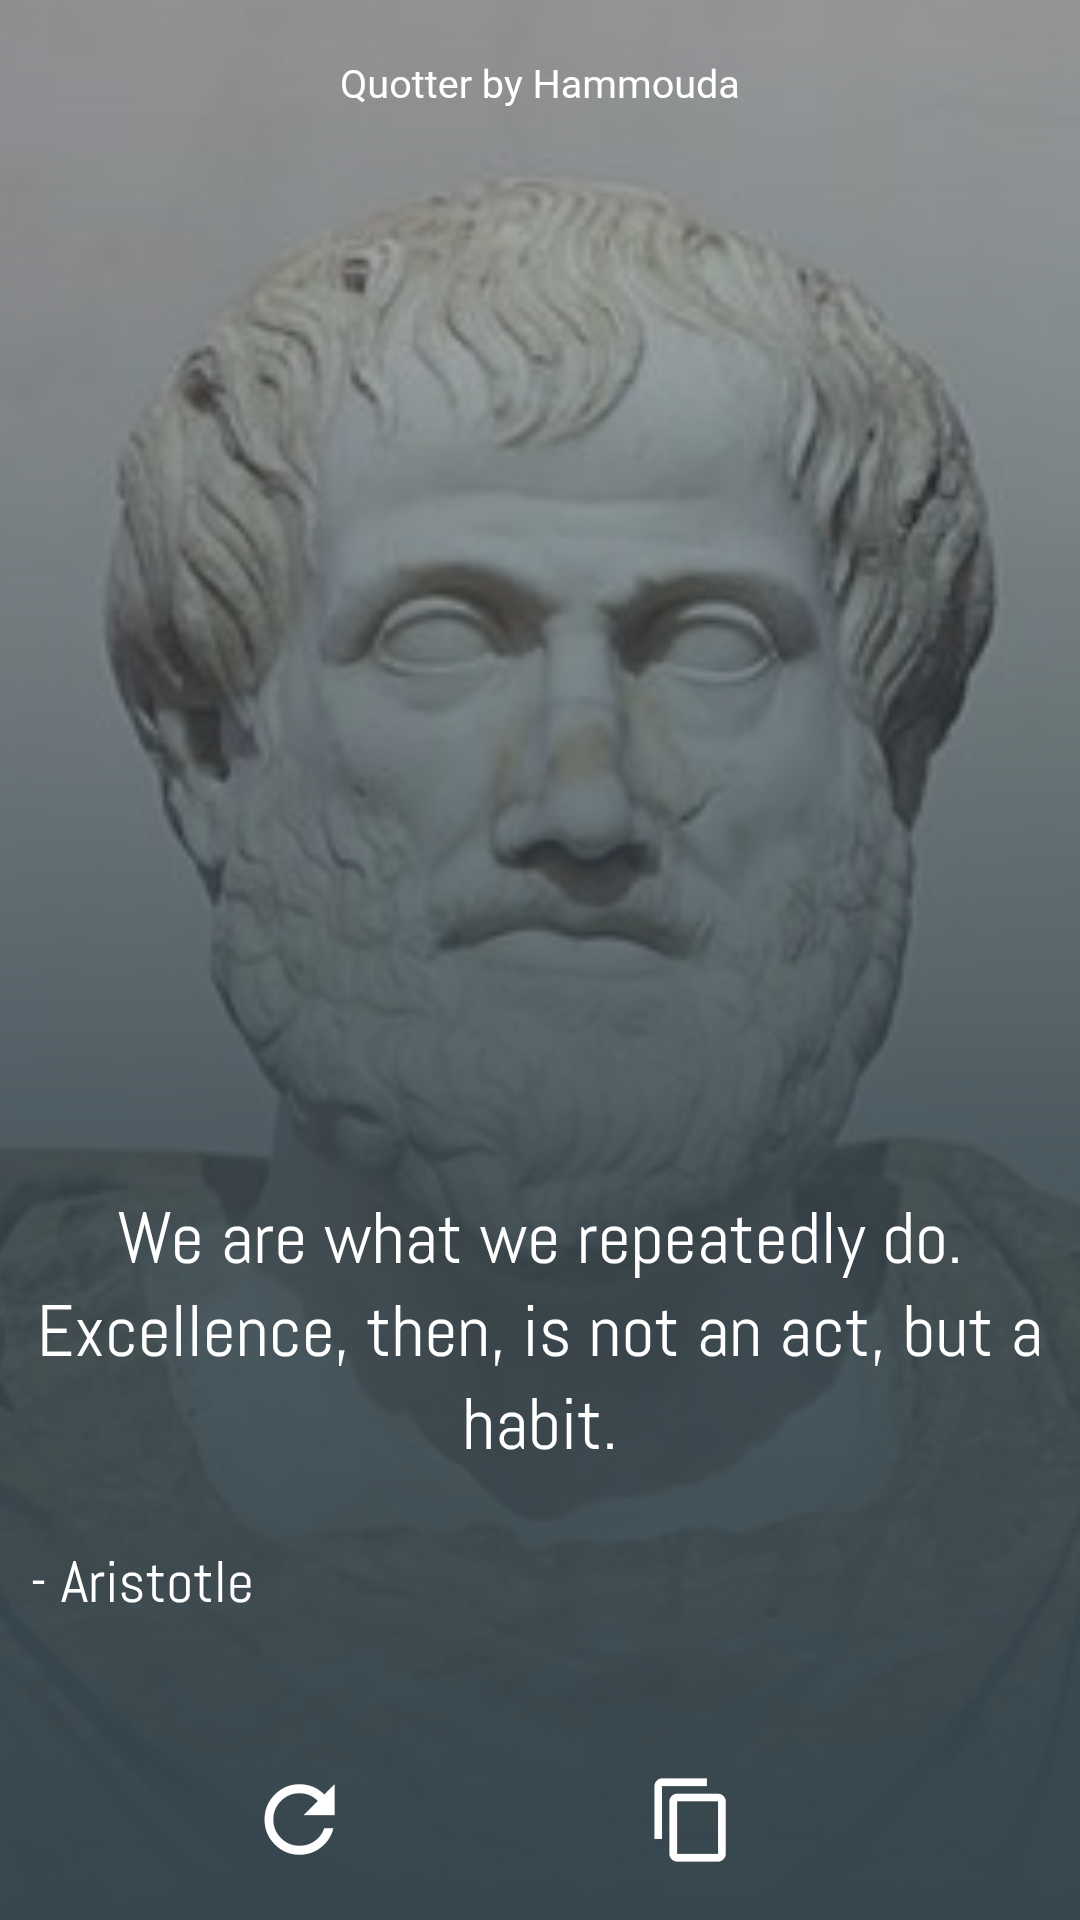 Quotter by Hammouda
We are what we repeatedly do.
Excellence, then, is not an act, but a
habit.
- Aristotle